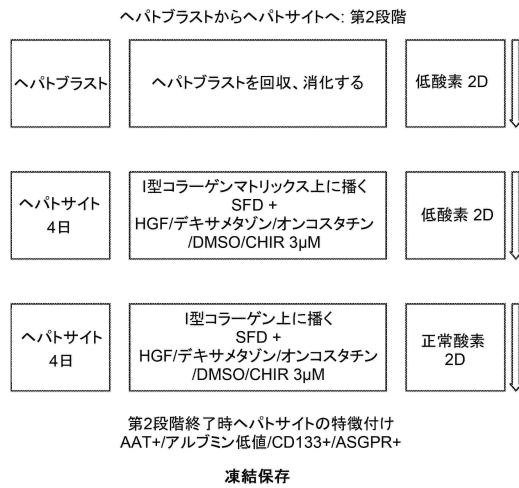 ヘパトブラストからヘパトサイトへ: 第2段階
ヘパトブラスト
ヘパトブラストを回収、消化する
低酸素 2D
ヘパトサイト
4日
I型コラーゲンマトリックス上に播く
SFD +
HGF/デキサメタゾン/オンコスタチン
/DMSO/CHIR 3μM
低酸素 2D
ヘパトサイト
4日
I型コラーゲン上に播く
SFD +
HGF/デキサメタゾン/オンコスタチン
/DMSO/CHIR 3μM
正常酸素
2D
第2段階終了時ヘパトサイトの特徴付け
AAT+/アルブミン低値/CD133+/ASGPR+
凍結保存